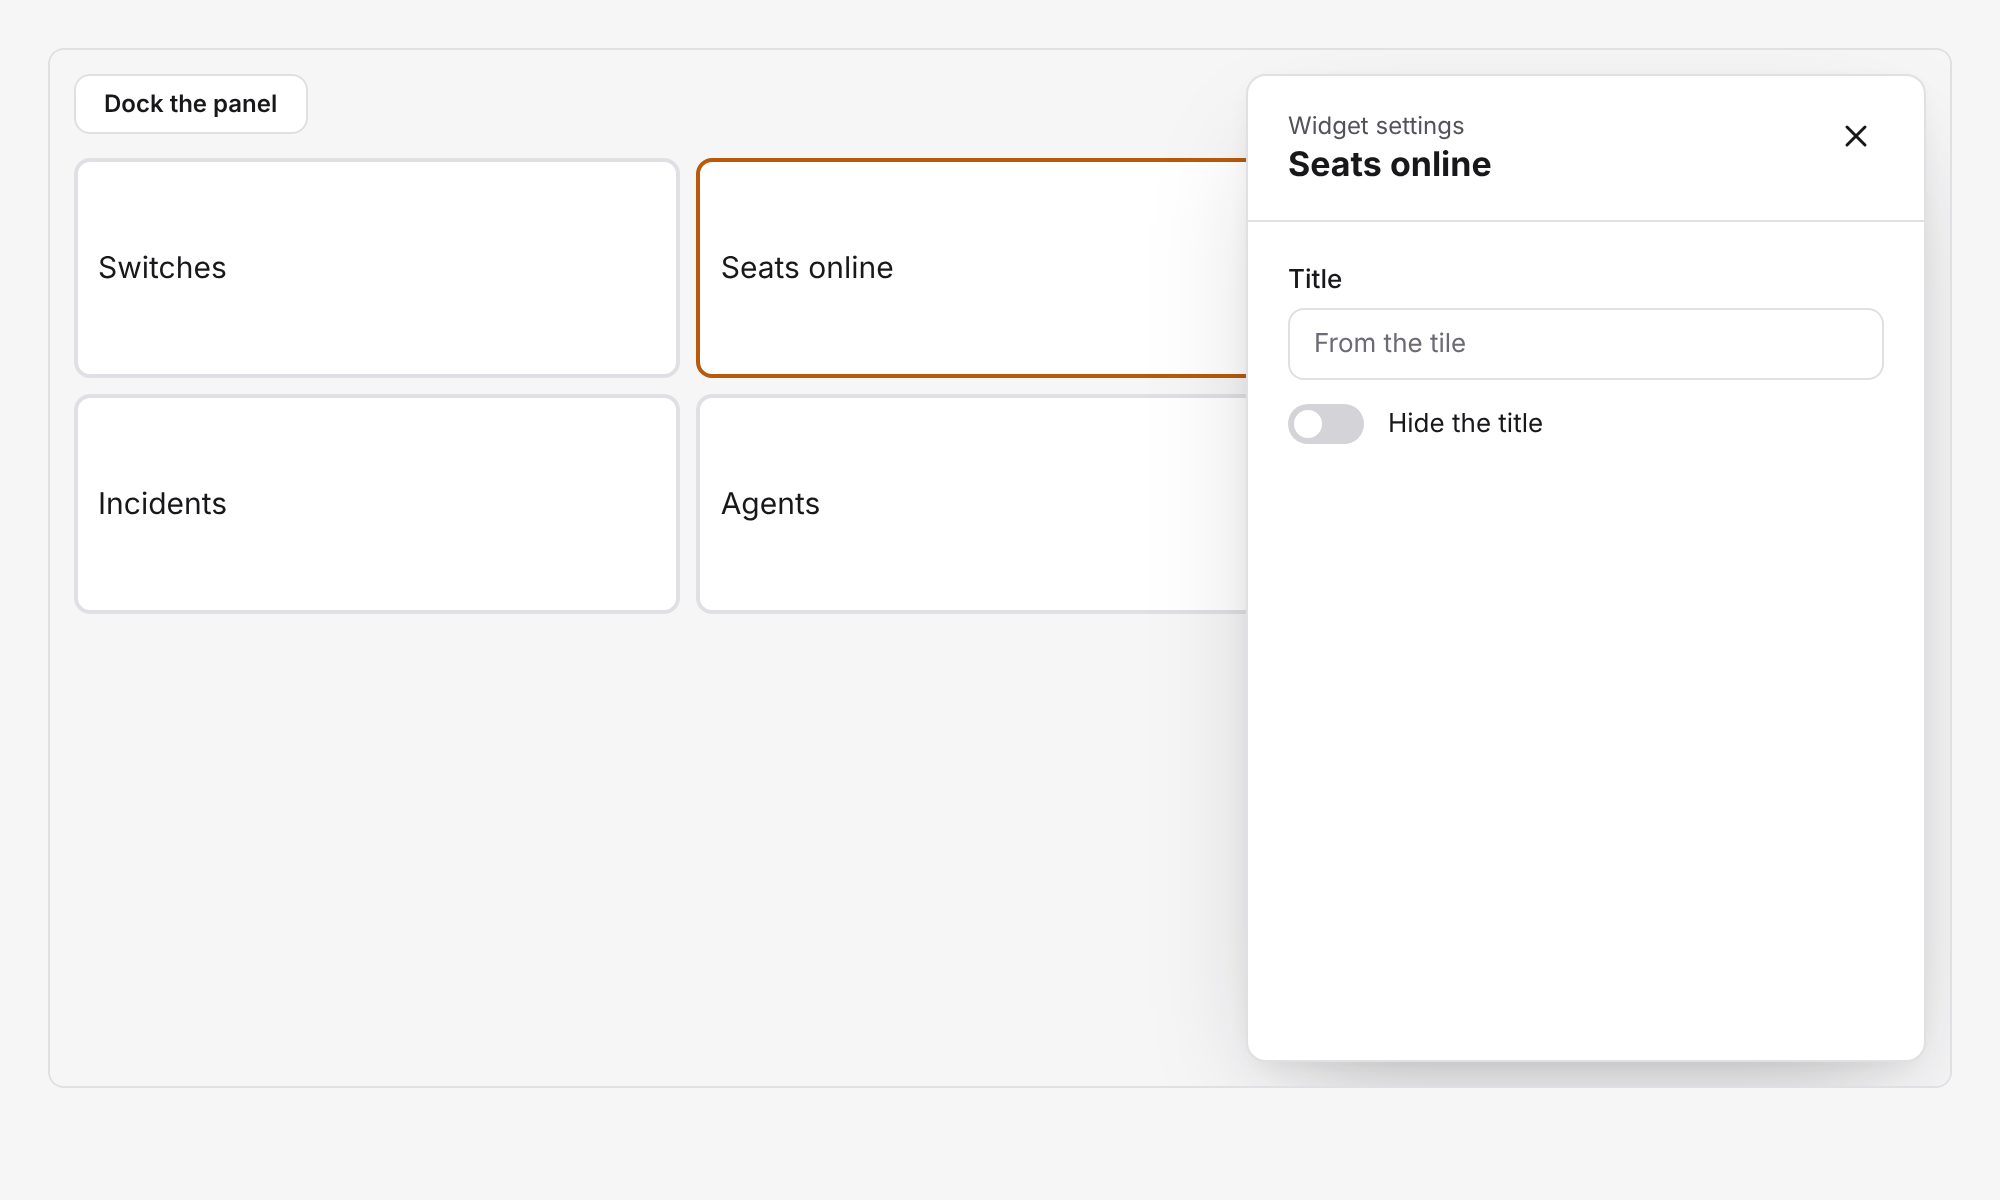 Dock the panel
Switches
Seats online
Incidents
Agents
Widget settings
Seats online
Title
From the tile
Hide the title